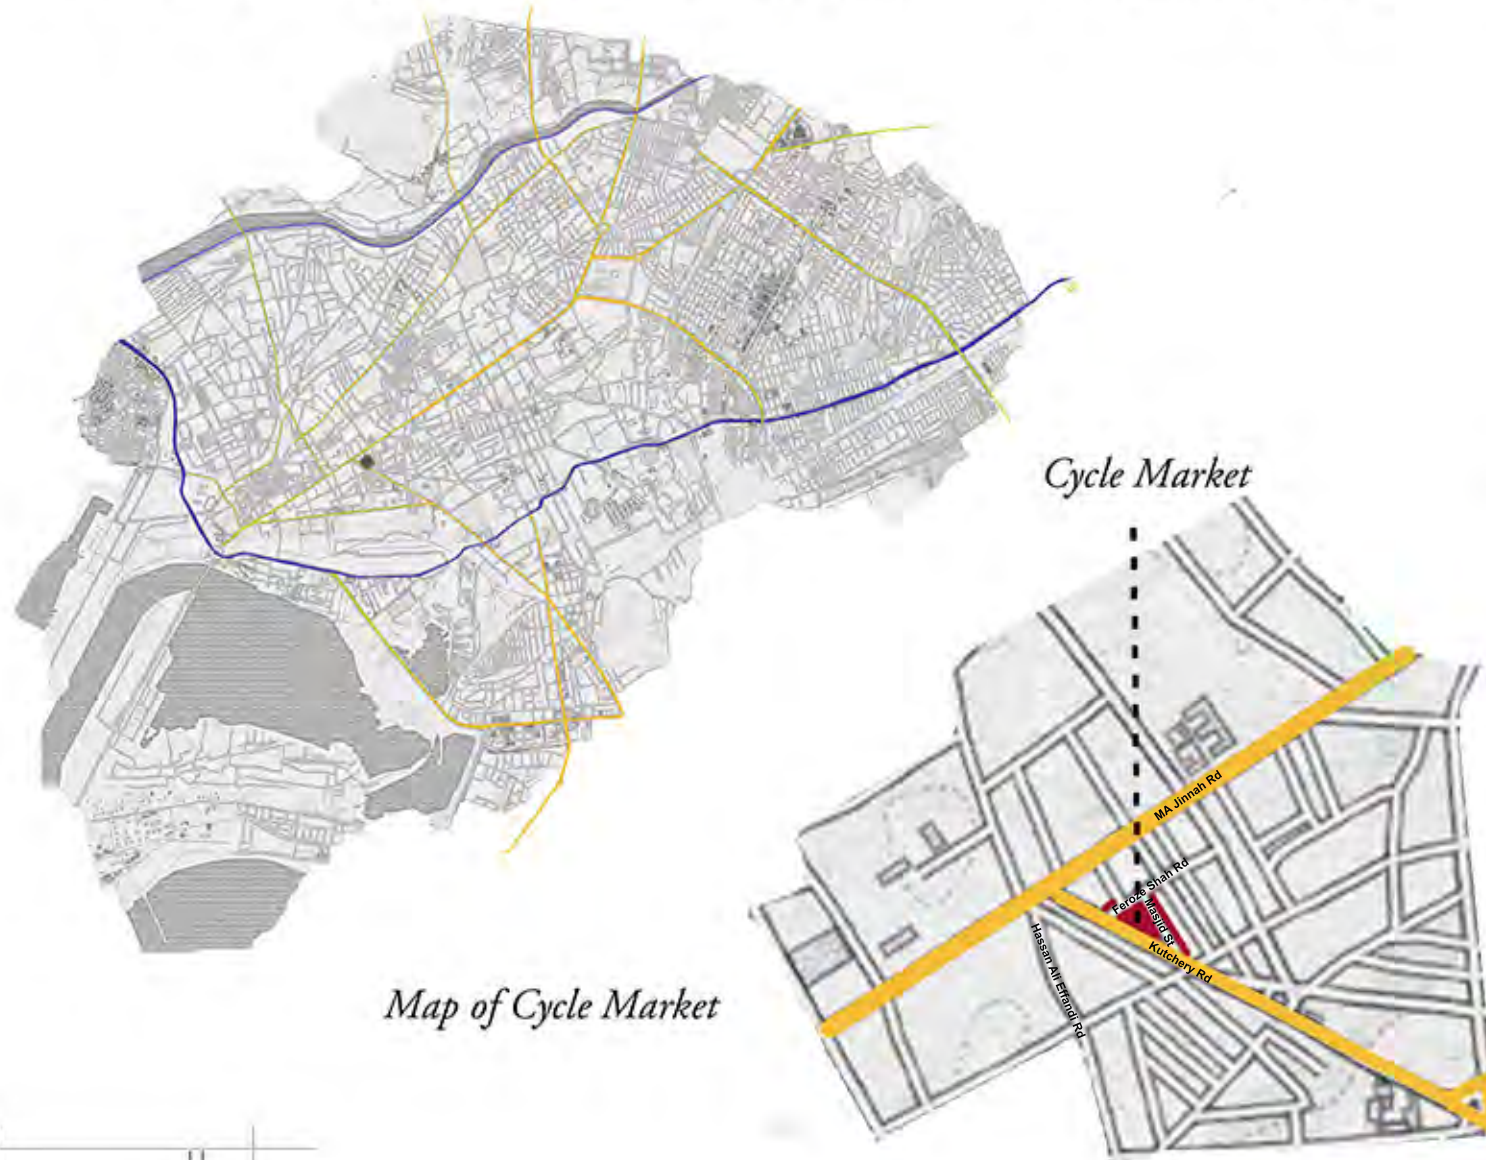 Cycle Market
MA Jinnah Rd
Feroze Shah Rd
Masjid St
Kutchery Rd
Hassan Ali Effandi Rd
Map of Cycle Market